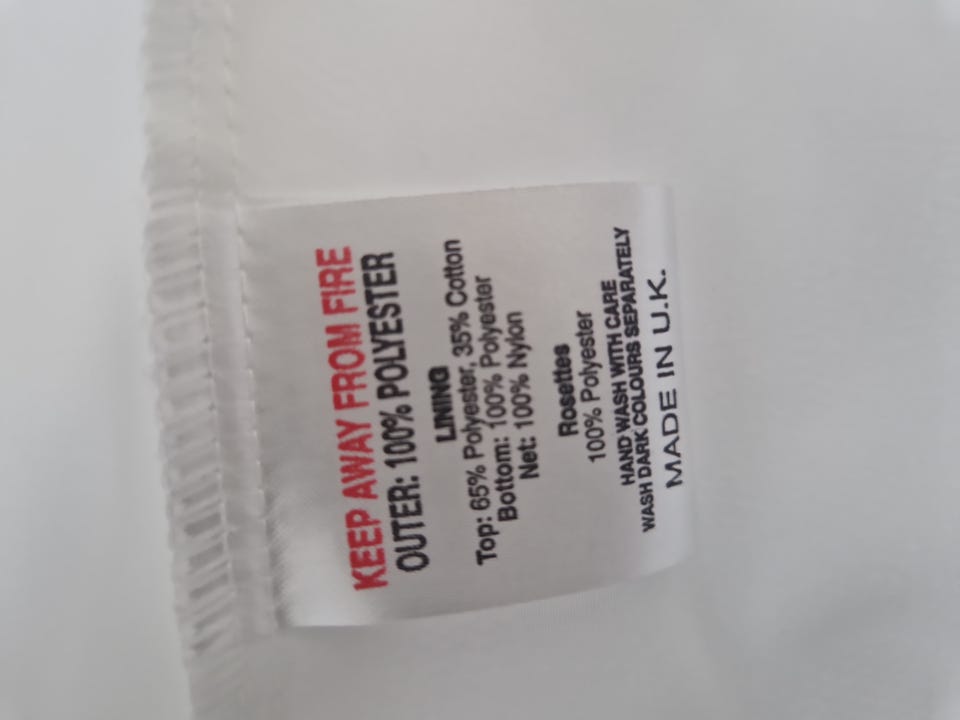 KEEP AWAY FROM FIRE
OUTER: 100% POLYESTER
LINING
Top: 65% Polyester, 35% Cotton
Bottom: 100% Polyester
Net: 100% Nylon
Rosettes
100% Polyester
HAND WASH WITH CARE
WASH DARK COLOURS SEPARATELY
MADE IN U.K.